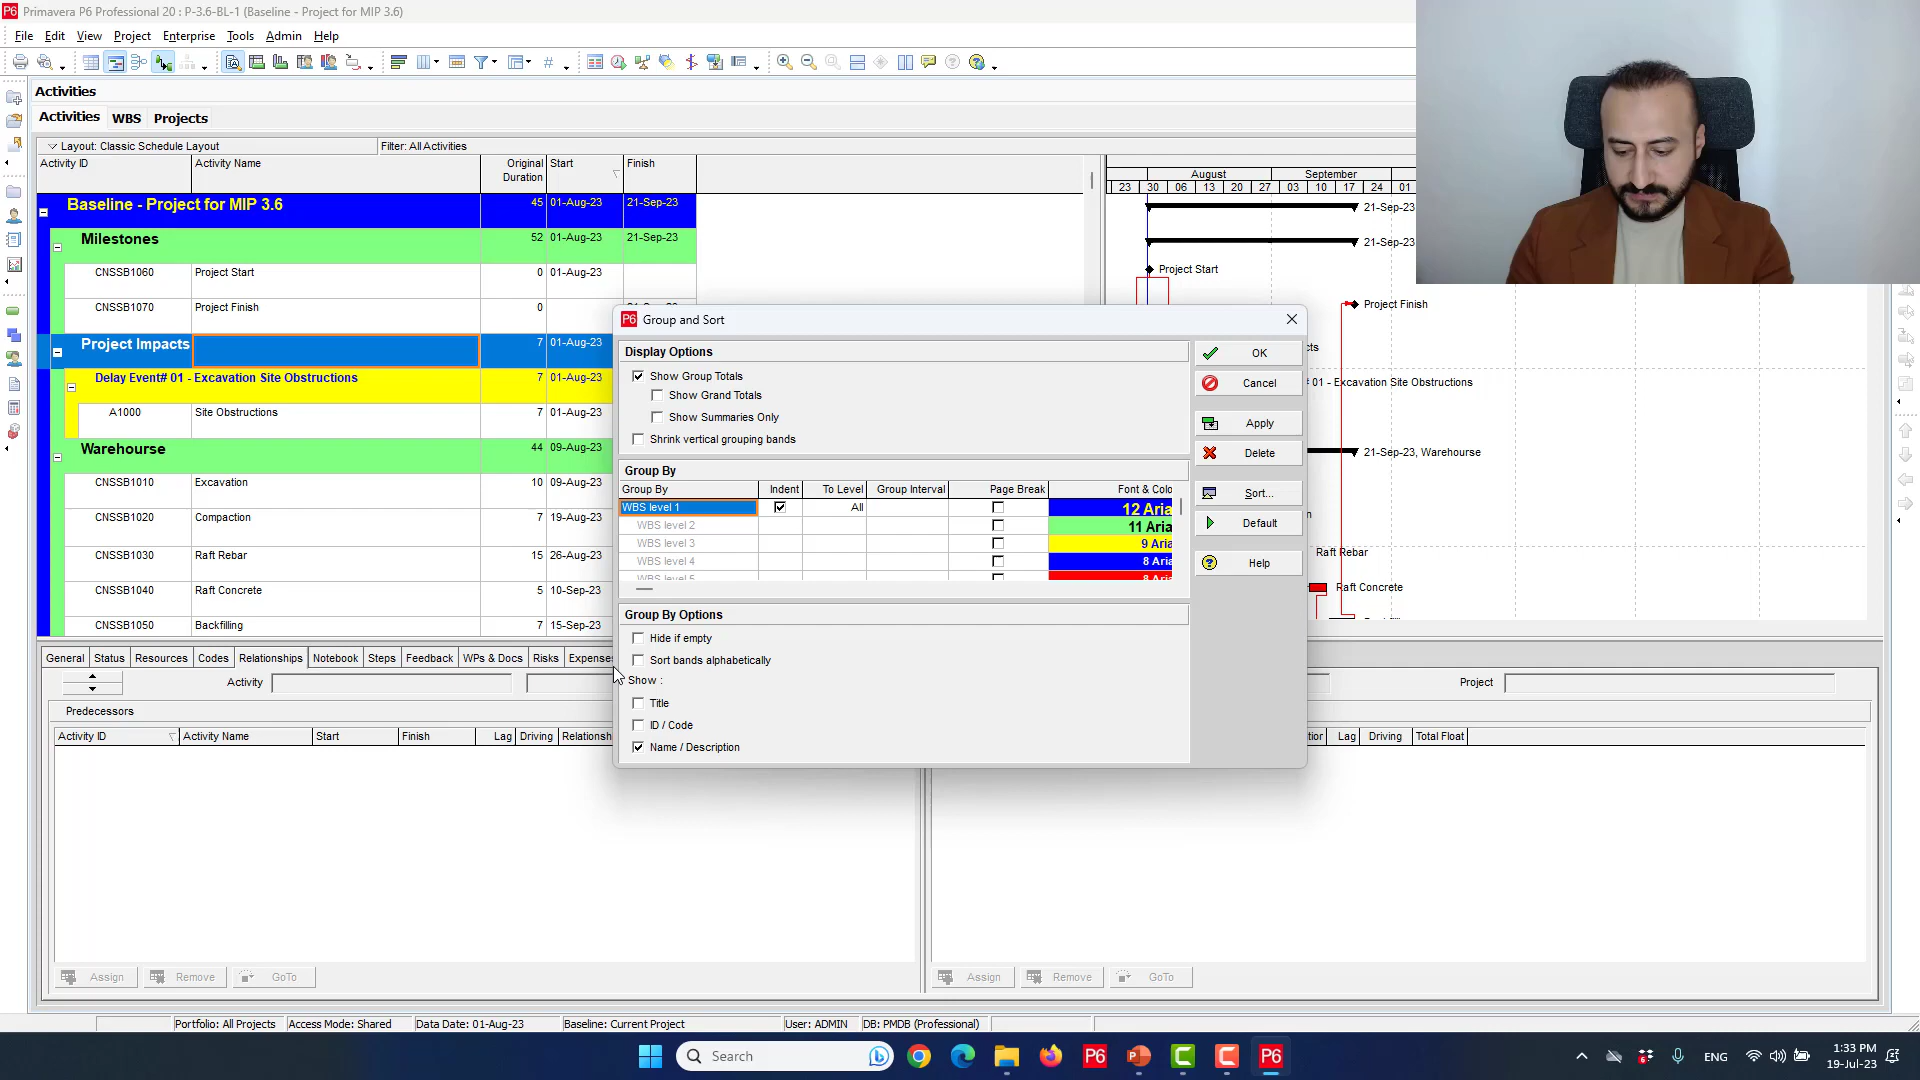 Primavera P6 Professional 20 : P-3.6-BL-1 (Baseline - Project for MIP 3.6)
File Edit View Project Enterprise Tools Admin Help
Activities
Activities WBS Projects
Layout: Classic Schedule Layout Filter: All Activities
Activity ID Activity Name Original Duration Start Finish
August September
23 30 06 13 20 27 03 10 17 24 01
Baseline - Project for MIP 3.6 45 01-Aug-23 21-Sep-23 21-Sep-23
Milestones 52 01-Aug-23 21-Sep-23 21-Sep-23
CNSSB1060 Project Start 0 01-Aug-23 Project Start
CNSSB1070 Project Finish 0 Project Finish
Project Impacts 7 01-Aug-23
Delay Event# 01 - Excavation Site Obstructions 7 01-Aug-23 01 - Excavation Site Obstructions
A1000 Site Obstructions 7 01-Aug-23
Warehourse 44 09-Aug-23 21-Sep-23, Warehourse
CNSSB1010 Excavation 10 09-Aug-23
CNSSB1020 Compaction 7 19-Aug-23
CNSSB1030 Raft Rebar 15 26-Aug-23 Raft Rebar
CNSSB1040 Raft Concrete 5 10-Sep-23 Raft Concrete
CNSSB1050 Backfilling 7 15-Sep-23
Group and Sort
Display Options
Show Group Totals
Show Grand Totals
Show Summaries Only
Shrink vertical grouping bands
OK
Cancel
Apply
Delete
Sort...
Default
Help
Group By
Group By Indent To Level Group Interval Page Break Font & Colo
WBS level 1 All 12 Aria
WBS level 2 11 Aria
WBS level 3 9 Aria
WBS level 4 8 Aria
WBS level 5 8 Aria
Group By Options
Hide if empty
Sort bands alphabetically
Show :
Title
ID / Code
Name / Description
General Status Resources Codes Relationships Notebook Steps Feedback WPs & Docs Risks Expenses
Activity Project
Predecessors
Activity ID Activity Name Start Finish Lag Driving Relationsh
Lag Driving Total Float
Assign Remove GoTo Assign Remove GoTo
Portfolio: All Projects Access Mode: Shared Data Date: 01-Aug-23 Baseline: Current Project User: ADMIN DB: PMDB (Professional)
Search
ENG
1:33 PM
19-Jul-23